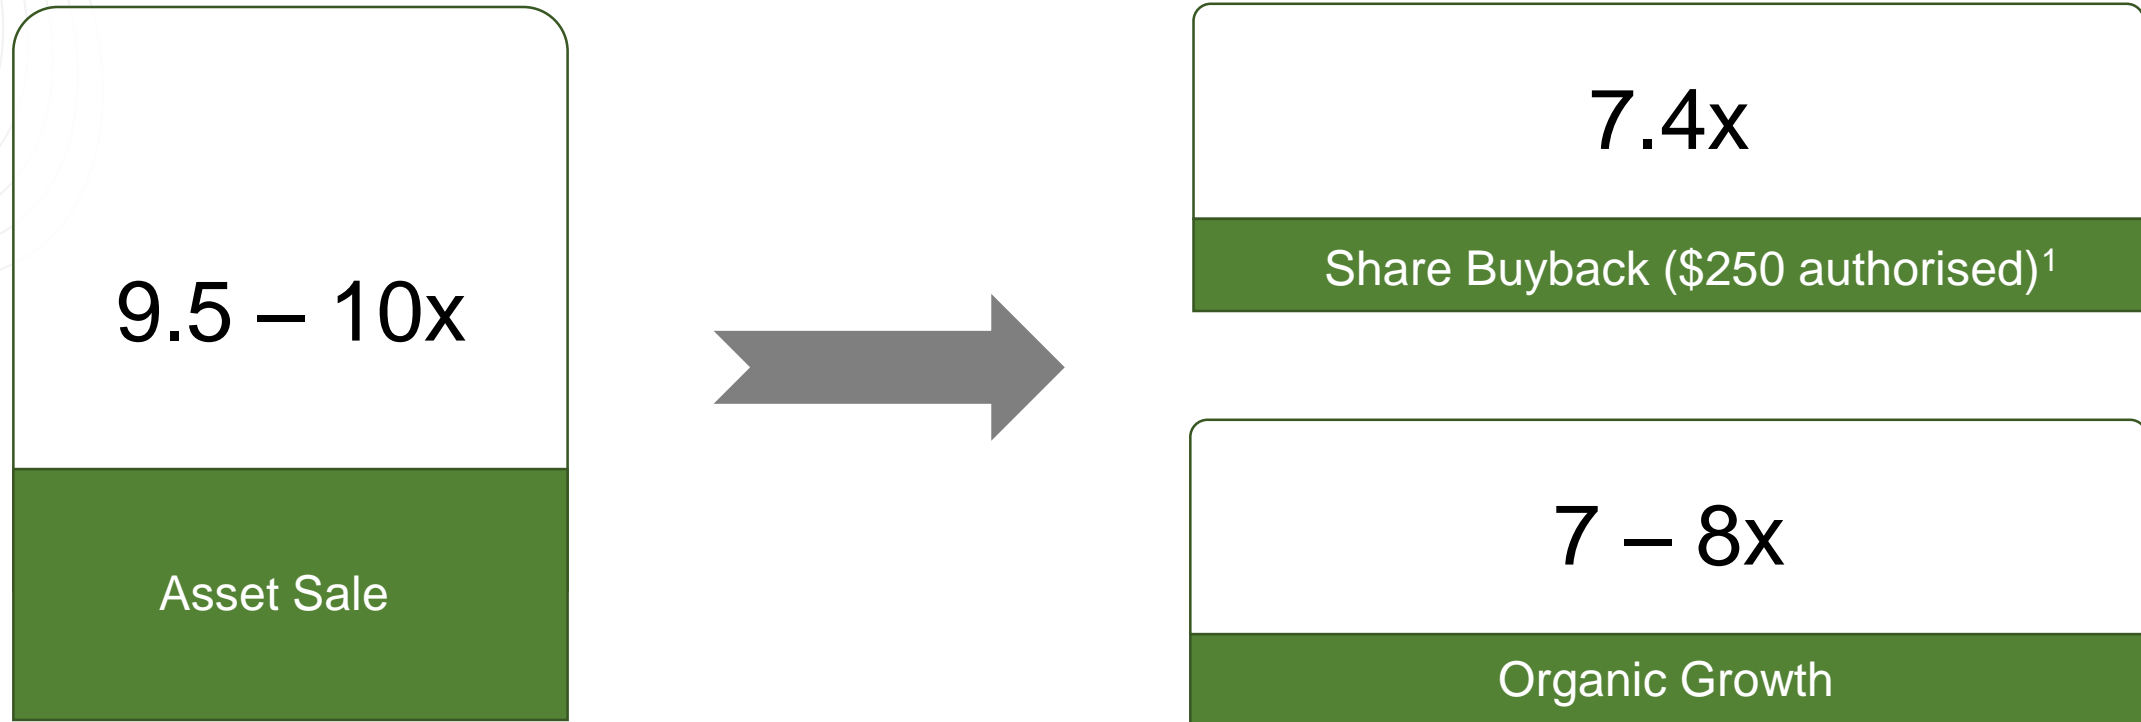 9.5 – 10x
Asset Sale
7.4x
Share Buyback ($250 authorised)¹
7 – 8x
Organic Growth